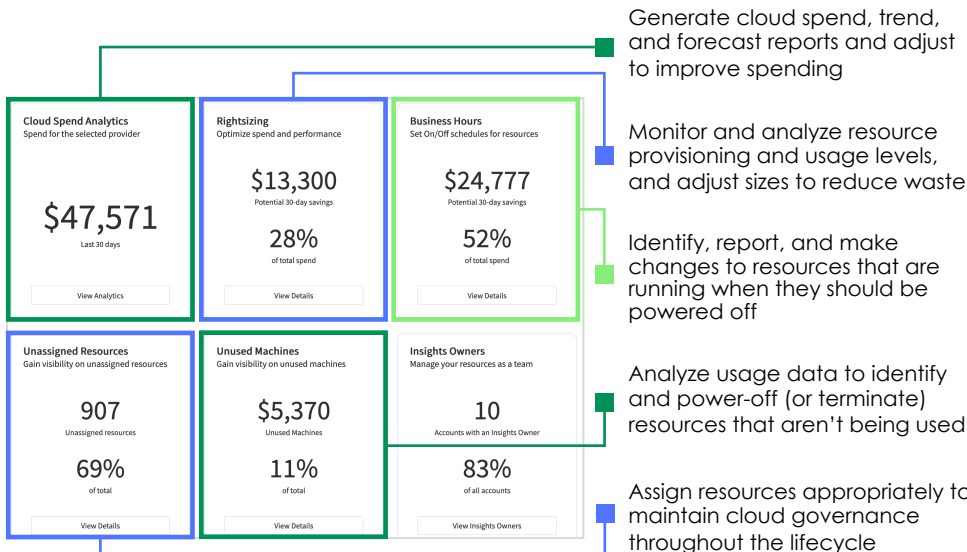 Generate cloud spend, trend,
and forecast reports and adjust
to improve spending
Cloud Spend Analytics
Spend for the selected provider
$47,571
Last 30 days
View Analytics
Rightsizing
Optimize spend and performance
$13,300
Potential 30-day savings
28%
of total spend
View Details
Business Hours
Set On/Off schedules for resources
$24,777
Potential 30-day savings
52%
of total spend
View Details
Monitor and analyze resource
provisioning and usage levels,
and adjust sizes to reduce waste
Identify, report, and make
changes to resources that are
running when they should be
powered off
Unassigned Resources
Gain visibility on unassigned resources
907
Unassigned resources
69%
of total
View Details
Unused Machines
Gain visibility on unused machines
$5,370
Unused Machines
11%
of total
View Details
Insights Owners
Manage your resources as a team
10
Accounts with an Insights Owner
83%
of all accounts
View Insights Owners
Analyze usage data to identify
and power-off (or terminate)
resources that aren't being used
Assign resources appropriately to
maintain cloud governance
throughout the lifecycle